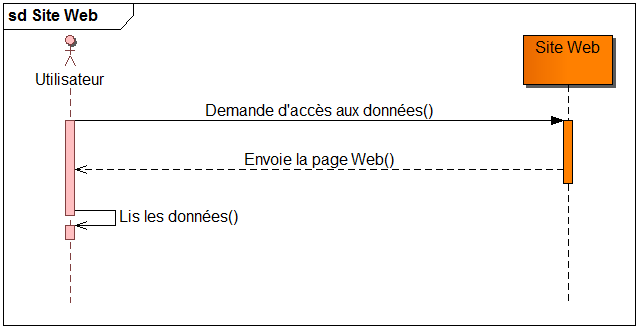 sd Site Web
Utilisateur
Site Web
Demande d'accès aux données()
Envoie la page Web()
Lis les données()